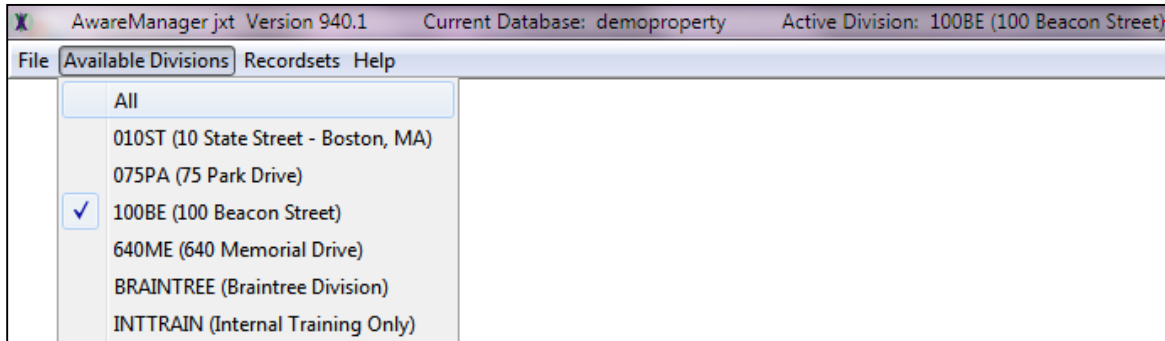 AwareManager jxt Version 940.1 Current Database: demoproperty Active Division: 100BE (100 Beacon Street)
File Available Divisions Recordsets Help
All
010ST (10 State Street - Boston, MA)
075PA (75 Park Drive)
100BE (100 Beacon Street)
640ME (640 Memorial Drive)
BRAINTREE (Braintree Division)
INTTRAIN (Internal Training Only)